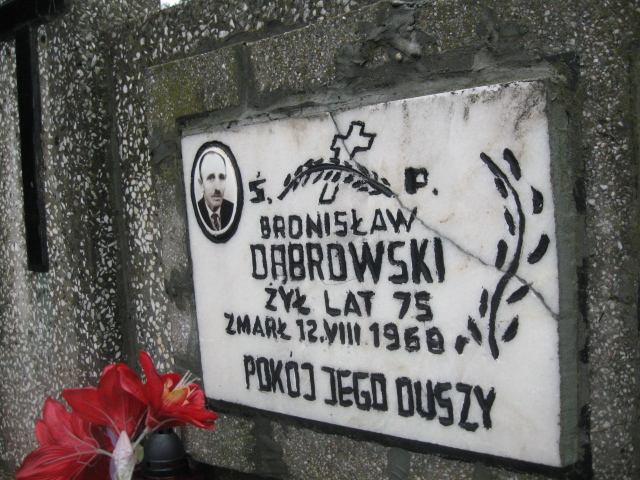 Ś. P.
BRONISŁAW
DĄBROWSKI
ŻYŁ LAT 75
ZMARŁ 12.VIII 1968
POKÓJ JEGO DUSZY